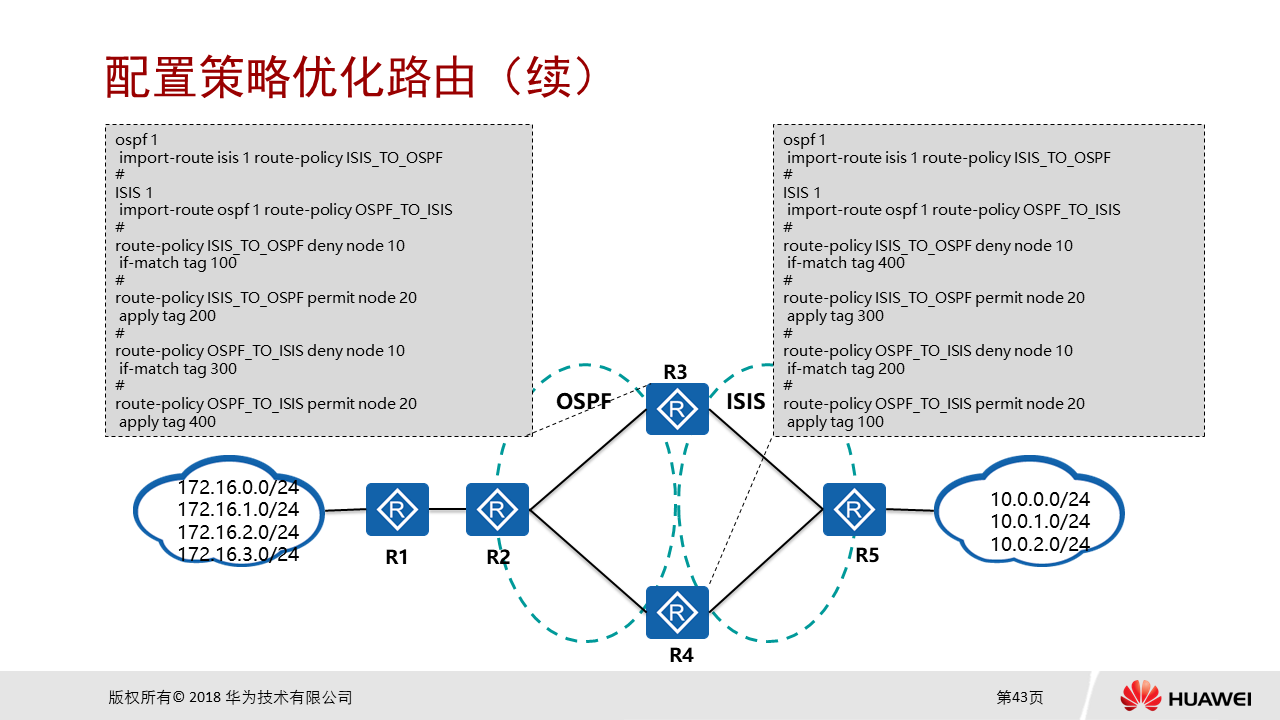 配置策略优化路由（续）
ospf 1
import-route isis 1 route-policy ISIS_TO_OSPF
#
ISIS 1
import-route ospf 1 route-policy OSPF_TO_ISIS
#
route-policy ISIS_TO_OSPF deny node 10
if-match tag 100
#
route-policy ISIS_TO_OSPF permit node 20
apply tag 200
#
route-policy OSPF_TO_ISIS deny node 10
if-match tag 300
#
route-policy OSPF_TO_ISIS permit node 20
apply tag 400
ospf 1
import-route isis 1 route-policy ISIS_TO_OSPF
#
ISIS 1
import-route ospf 1 route-policy OSPF_TO_ISIS
#
route-policy ISIS_TO_OSPF deny node 10
if-match tag 400
#
route-policy ISIS_TO_OSPF permit node 20
apply tag 300
#
route-policy OSPF_TO_ISIS deny node 10
if-match tag 200
#
route-policy OSPF_TO_ISIS permit node 20
apply tag 100
R3
OSPF
ISIS
R
172.16.0.0/24
172.16.1.0/24
172.16.2.0/24
172.16.3.0/24
R
R1
R
R2
R
R5
10.0.0.0/24
10.0.1.0/24
10.0.2.0/24
R
R4
版权所有© 2018 华为技术有限公司
第43页
HUAWEI